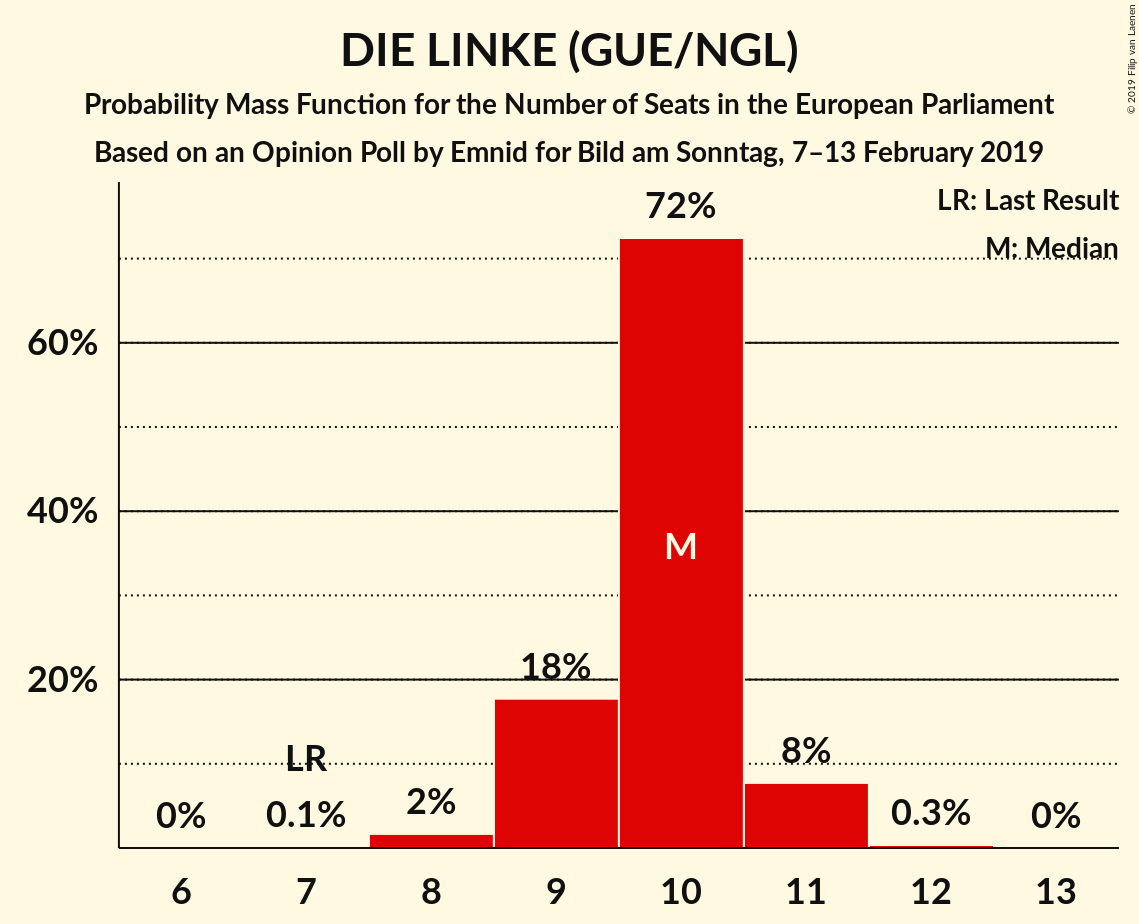 DIE LINKE (GUE/NGL)
Probability Mass Function for the Number of Seats in the European Parliament
Based on an Opinion Poll by Emnid for Bild am Sonntag, 7–13 February 2019
© 2019 Filip van Laenen
LR: Last Result
M: Median
72%
60%
40%
M
20%
18%
LR
8%
0%
0.1%
2%
0.3%
0%
6 7 8 9 10 11 12 13